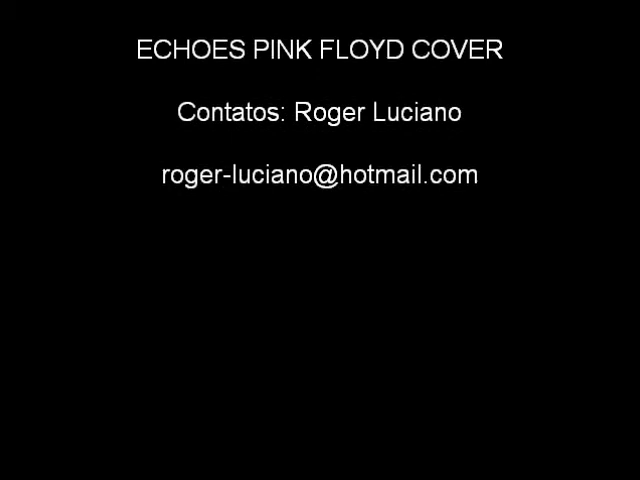 ECHOES PINK FLOYD COVER
Contatos: Roger Luciano
roger-luciano@hotmail.com